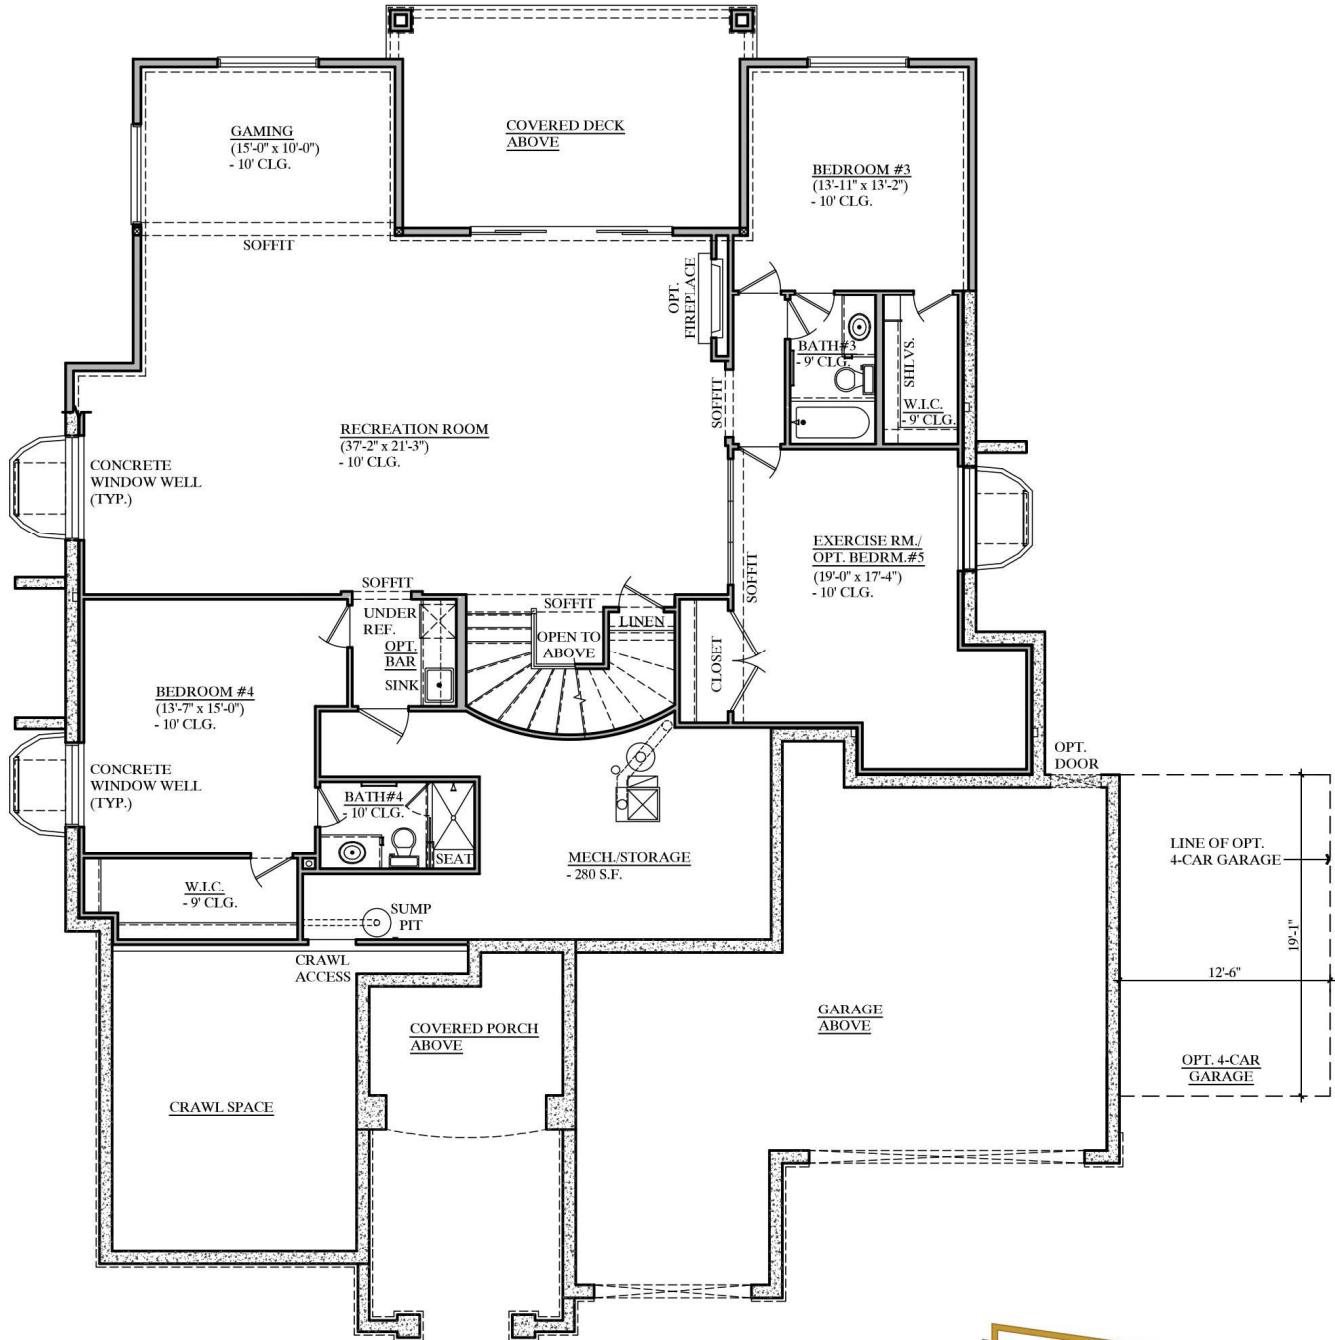 GAMING
(15'-0" x 10'-0")
- 10' CLG.
COVERED DECK
ABOVE
BEDROOM #3
(13'-11" x 13'-2")
- 10' CLG.
SOFFIT
OPT.
FIREPLACE
BATH#3
- 9' CLG.
SHLVS.
W.I.C.
- 9' CLG.
SOFFIT
RECREATION ROOM
(37'-2" x 21'-3")
- 10' CLG.
CONCRETE
WINDOW WELL
(TYP.)
EXERCISE RM./
OPT. BEDRM.#5
(19'-0" x 17'-4")
- 10' CLG.
SOFFIT
SOFFIT
SOFFIT
UNDER
REF.
OPT.
BAR
SINK
OPEN TO
ABOVE
LINEN
CLOSET
BEDROOM #4
(13'-7" x 15'-0")
- 10' CLG.
CONCRETE
WINDOW WELL
(TYP.)
OPT.
DOOR
BATH#4
- 10' CLG.
SEAT
MECH./STORAGE
- 280 S.F.
LINE OF OPT.
4-CAR GARAGE
W.I.C.
- 9' CLG.
SUMP
PIT
CRAWL
ACCESS
19'-1"
12'-6"
COVERED PORCH
ABOVE
GARAGE
ABOVE
OPT. 4-CAR
GARAGE
CRAWL SPACE